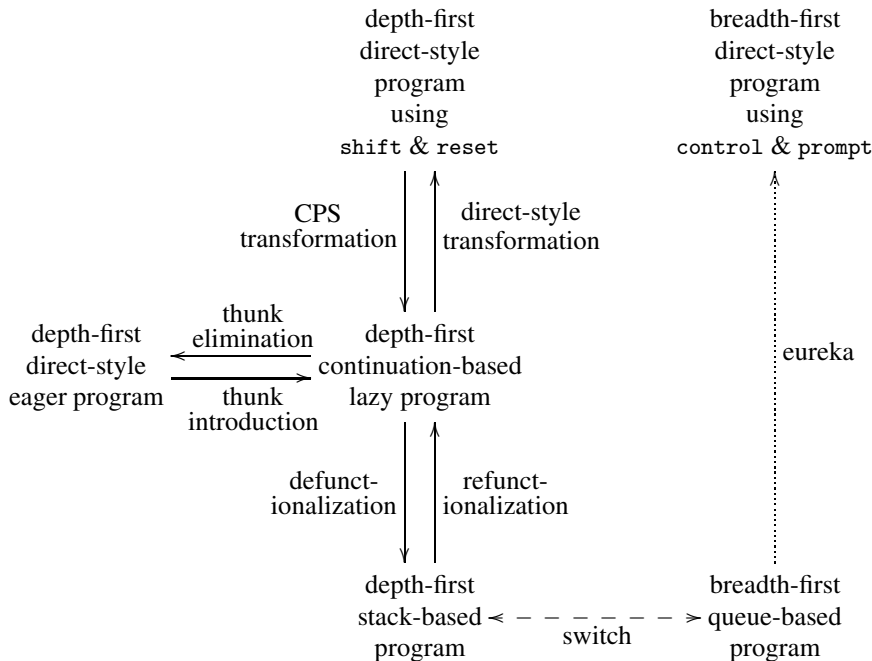 depth-first
direct-style
program
using
shift & reset
breadth-first
direct-style
program
using
control & prompt
CPS
transformation
direct-style
transformation
depth-first
direct-style
eager program
thunk
elimination
thunk
introduction
depth-first
continuation-based
lazy program
eureka
defunct-
ionalization
refunct-
ionalization
depth-first
stack-based
program
switch
breadth-first
queue-based
program